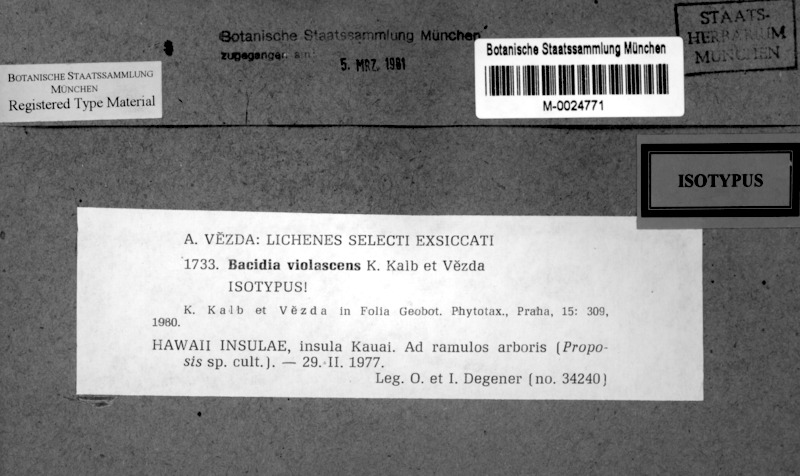 Botanische Staatssammlung München
zugegangen am:
5. MRZ. 1981
STAATS-
HERBARIUM
MÜNCHEN
Botanische Staatssammlung München
M-0024771
BOTANISCHE STAATSSAMMLUNG
MÜNCHEN
Registered Type Material
ISOTYPUS
A. VĚZDA: LICHENES SELECTI EXSICCATI
1733. Bacidia violascens K. Kalb et Vězda
ISOTYPUS!
K. Kalb et Vězda in Folia Geobot. Phytotax., Praha, 15: 309,
1980.
HAWAII INSULAE, insula Kauai. Ad ramulos arboris (Propo-
sis sp. cult.). — 29. II. 1977.
Leg. O. et I. Degener (no. 34240)